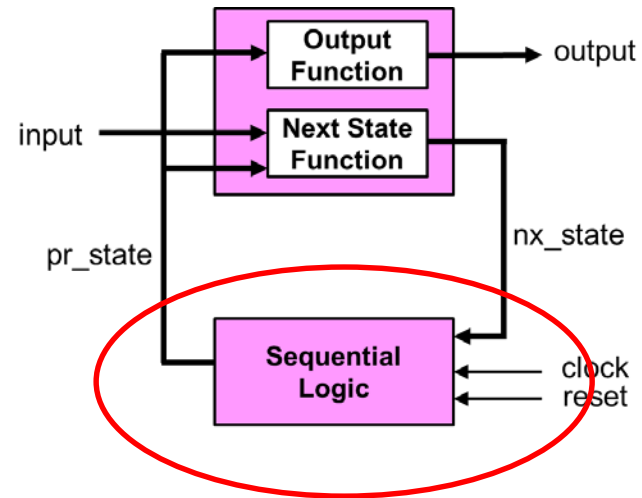 Output
Function
output
input
Next State
Function
pr_state
nx_state
Sequential
Logic
clock
reset